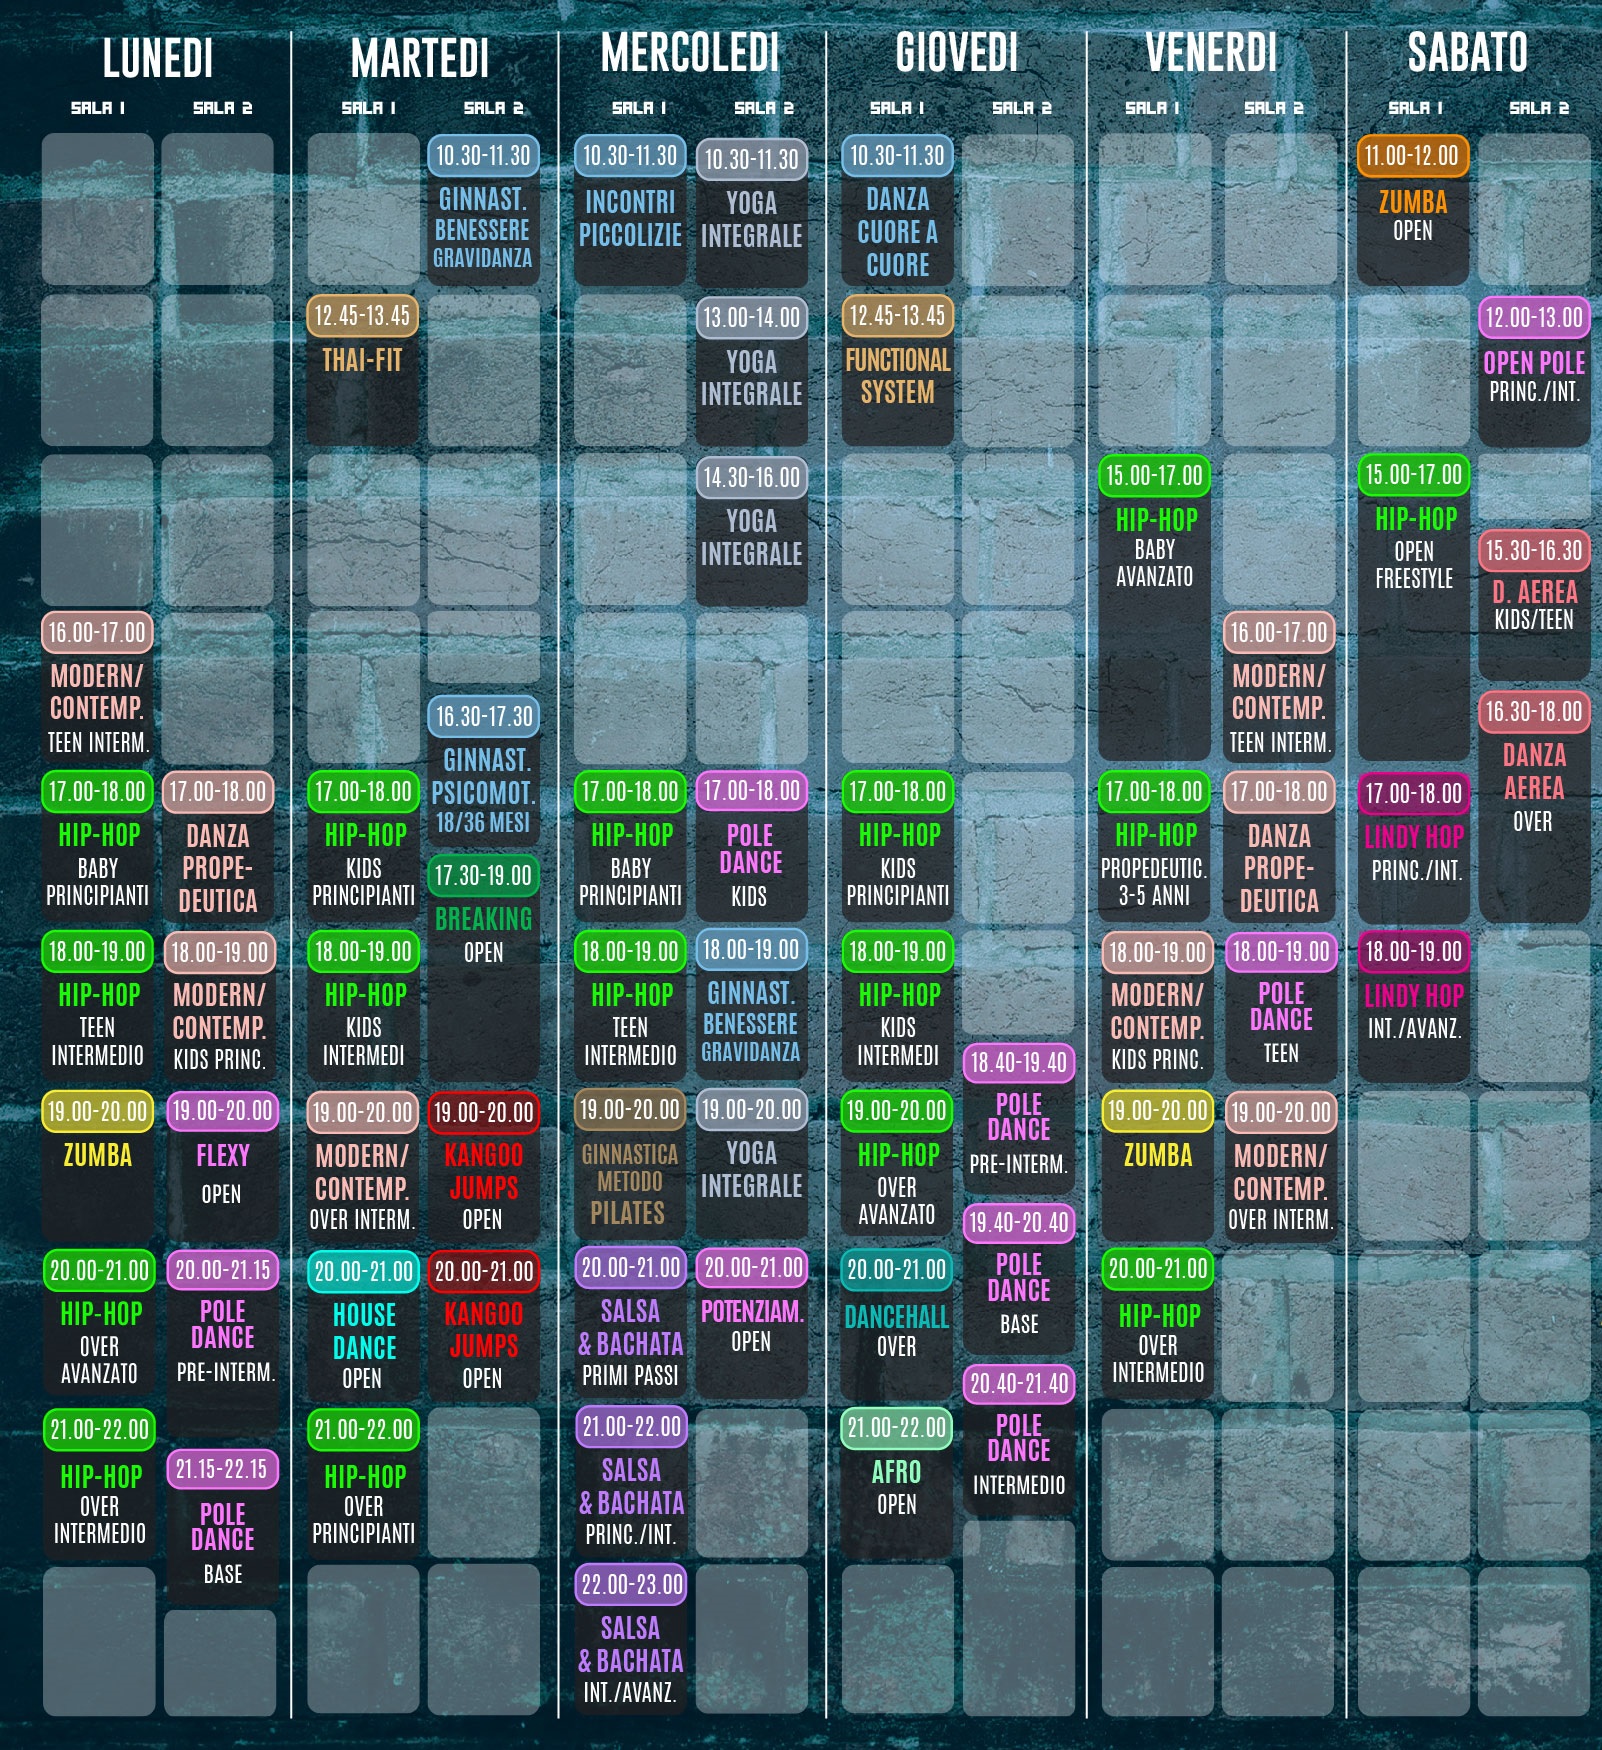 LUNEDI
SALA 1
SALA 2
16.00-17.00
MODERN/
CONTEMP.
TEEN INTERM.
17.00-18.00
HIP-HOP
BABY
PRINCIPIANTI
18.00-19.00
HIP-HOP
TEEN
INTERMEDIO
19.00-20.00
ZUMBA
20.00-21.00
HIP-HOP
OVER
AVANZATO
21.00-22.00
HIP-HOP
OVER
INTERMEDIO
17.00-18.00
DANZA
PROPE-
DEUTICA
18.00-19.00
MODERN/
CONTEMP.
KIDS PRINC.
19.00-20.00
FLEXY
OPEN
20.00-21.15
POLE
DANCE
PRE-INTERM.
21.15-22.15
POLE
DANCE
BASE
MARTEDI
SALA 1
SALA 2
12.45-13.45
THAI-FIT
17.00-18.00
HIP-HOP
KIDS
PRINCIPANTI
18.00-19.00
HIP-HOP
KIDS
INTERMEDI
19.00-20.00
MODERN/
CONTEMP.
OVER INTERM.
20.00-21.00
HOUSE
DANCE
OPEN
21.00-22.00
HIP-HOP
OVER
PRINCIPIANTI
10.30-11.30
GINNAST.
BENESSERE
GRAVIDANZA
16.30-17.30
GINNAST.
PSICOMOT.
18/36 MESI
17.30-19.00
BREAKING
OPEN
19.00-20.00
KANGOO
JUMPS
OPEN
20.00-21.00
KANGOO
JUMPS
OPEN
MERCOLEDI
SALA 1
SALA 2
10.30-11.30
INCONTRI
PICCOLIZIE
17.00-18.00
HIP-HOP
BABY
PRINCIPIANTI
18.00-19.00
HIP-HOP
TEEN
INTERMEDIO
19.00-20.00
GINNASTICA
METODO
PILATES
20.00-21.00
SALSA
& BACHATA
PRIMI PASSI
21.00-22.00
SALSA
& BACHATA
PRINC./INT.
22.00-23.00
SALSA
& BACHATA
INT./AVANZ.
10.30-11.30
YOGA
INTEGRALE
13.00-14.00
YOGA
INTEGRALE
14.30-16.00
YOGA
INTEGRALE
17.00-18.00
POLE
DANCE
KIDS
18.00-19.00
GINNAST.
BENESSERE
GRAVIDANZA
19.00-20.00
YOGA
INTEGRALE
20.00-21.00
POTENZIAM.
OPEN
GIOVEDI
SALA 1
SALA 2
10.30-11.30
DANZA
CUORE A
CUORE
12.45-13.45
FUNCTIONAL
SYSTEM
17.00-18.00
HIP-HOP
KIDS
PRINCIPANTI
18.00-19.00
HIP-HOP
KIDS
INTERMEDI
19.00-20.00
HIP-HOP
OVER
AVANZATO
20.00-21.00
DANCEHALL
OVER
21.00-22.00
AFRO
OPEN
18.40-19.40
POLE
DANCE
PRE-INTERM.
19.40-20.40
POLE
DANCE
BASE
20.40-21.40
POLE
DANCE
INTERMEDIO
VENERDI
SALA 1
SALA 2
15.00-17.00
HIP-HOP
BABY
AVANZATO
17.00-18.00
HIP-HOP
PROPEDEUTIC.
3-5 ANNI
18.00-19.00
MODERN/
CONTEMP.
KIDS PRINC.
19.00-20.00
ZUMBA
20.00-21.00
HIP-HOP
OVER
INTERMEDIO
16.00-17.00
MODERN/
CONTEMP.
TEEN INTERM.
17.00-18.00
DANZA
PROPE-
DEUTICA
18.00-19.00
POLE
DANCE
TEEN
19.00-20.00
MODERN/
CONTEMP.
OVER INTERM.
SABATO
SALA 1
SALA 2
11.00-12.00
ZUMBA
OPEN
15.00-17.00
HIP-HOP
OPEN
FREESTYLE
17.00-18.00
LINDY HOP
PRINC./INT.
18.00-19.00
LINDY HOP
INT./AVANZ.
12.00-13.00
OPEN POLE
PRINC./INT.
15.30-16.30
D. AEREA
KIDS/TEEN
16.30-18.00
DANZA
AEREA
OVER